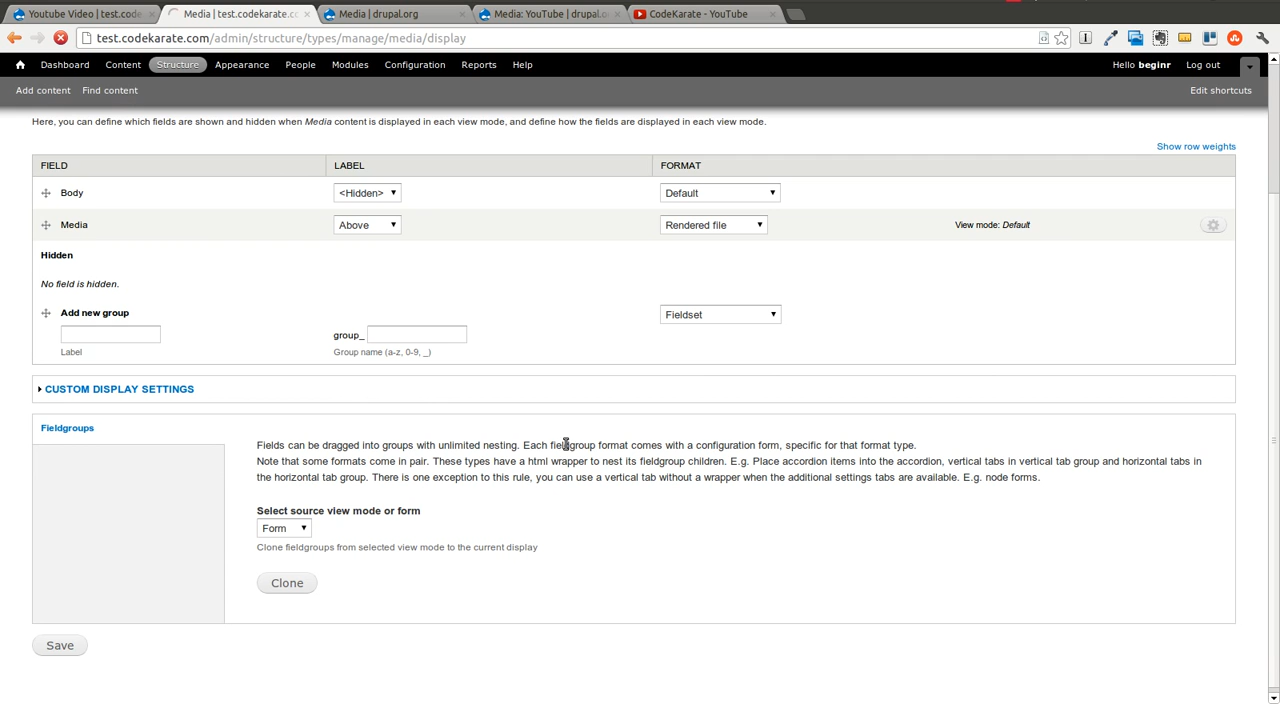 Youtube Video | test.code
Media | test.codekarate.c
Media | drupal.org
Media: YouTube | drupal.o
CodeKarate - YouTube
test.codekarate.com/admin/structure/types/manage/media/display
Dashboard Content Structure Appearance People Modules Configuration Reports Help Hello beginr Log out
Add content Find content Edit shortcuts
Here, you can define which fields are shown and hidden when Media content is displayed in each view mode, and define how the fields are displayed in each view mode.
Show row weights
FIELD LABEL FORMAT
Body <Hidden> Default
Media Above Rendered file View mode: Default
Hidden
No field is hidden.
Add new group Fieldset
group_
Label Group name (a-z, 0-9, _)
CUSTOM DISPLAY SETTINGS
Fieldgroups
Fields can be dragged into groups with unlimited nesting. Each fieldgroup format comes with a configuration form, specific for that format type.
Note that some formats come in pair. These types have a html wrapper to nest its fieldgroup children. E.g. Place accordion items into the accordion, vertical tabs in vertical tab group and horizontal tabs in
the horizontal tab group. There is one exception to this rule, you can use a vertical tab without a wrapper when the additional settings tabs are available. E.g. node forms.
Select source view mode or form
Form
Clone fieldgroups from selected view mode to the current display
Clone
Save